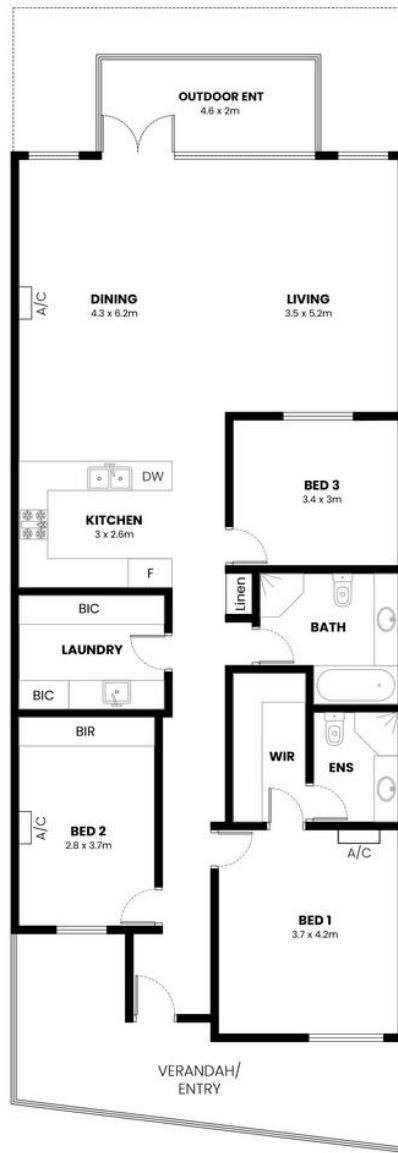 OUTDOOR ENT
4.6 x 2m
A/C
DINING
4.3 x 6.2m
LIVING
3.5 x 5.2m
DW
KITCHEN
3 x 2.6m
F
BED 3
3.4 x 3m
Linen
BATH
BIC
LAUNDRY
BIC
BIR
WIR
ENS
A/C
BED 2
2.8 x 3.7m
A/C
BED 1
3.7 x 4.2m
VERANDAH/
ENTRY